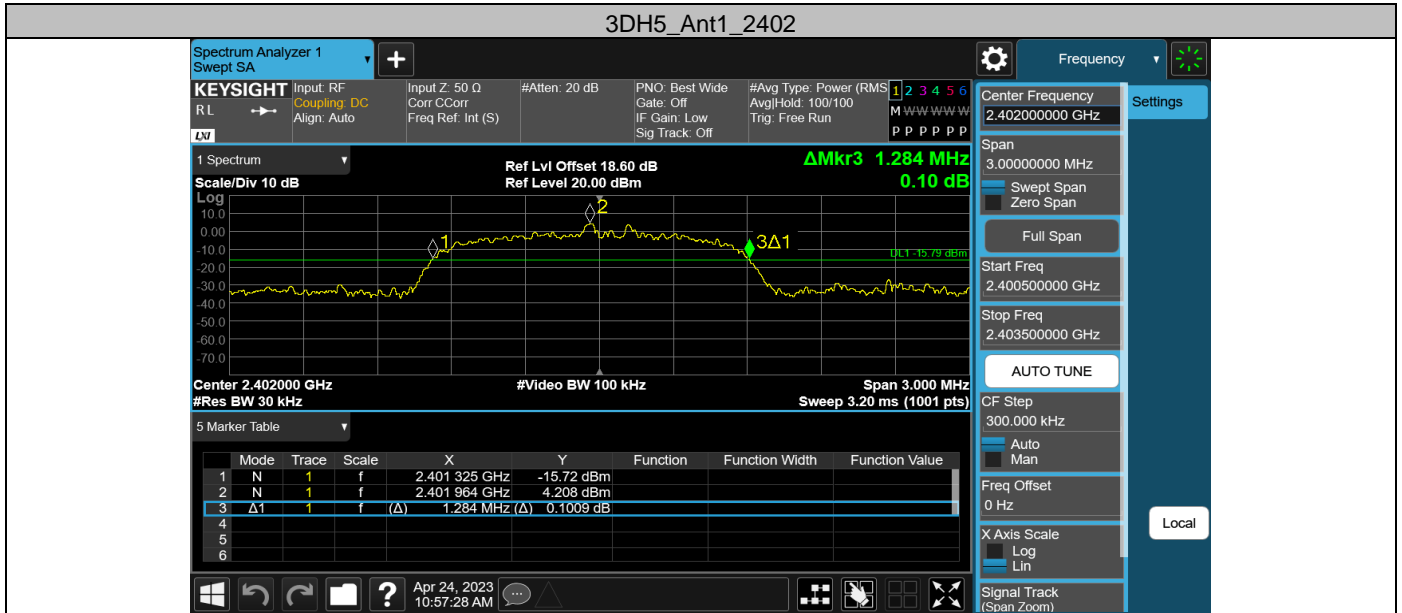 3DH5_Ant1_2402
Spectrum Analyzer 1
Swept SA
+
Frequency
KEYSIGHT
RL
LXI
Input: RF
Coupling: DC
Align: Auto
Input Z: 50 Ω
Corr CCorr
Freq Ref: Int (S)
#Atten: 20 dB
PNO: Best Wide
Gate: Off
IF Gain: Low
Sig Track: Off
#Avg Type: Power (RMS
Avg|Hold: 100/100
Trig: Free Run
1 2 3 4 5 6
M W W W W W
P P P P P P
Center Frequency
2.402000000 GHz
Settings
Span
3.00000000 MHz
Swept Span
Zero Span
Full Span
Start Freq
2.400500000 GHz
Stop Freq
2.403500000 GHz
AUTO TUNE
CF Step
300.000 kHz
Auto
Man
Freq Offset
0 Hz
X Axis Scale
Log
Lin
Signal Track
(Span Zoom)
Local
1 Spectrum
Scale/Div 10 dB
Ref Lvl Offset 18.60 dB
Ref Level 20.00 dBm
ΔMkr3 1.284 MHz
0.10 dB
Log
10.0
0.00
-10.0
-20.0
-30.0
-40.0
-50.0
-60.0
-70.0
1
2
3Δ1
DL1 -15.79 dBm
Center 2.402000 GHz
#Res BW 30 kHz
#Video BW 100 kHz
Span 3.000 MHz
Sweep 3.20 ms (1001 pts)
5 Marker Table
Mode Trace Scale X Y Function Function Width Function Value
1 N 1 f 2.401 325 GHz -15.72 dBm
2 N 1 f 2.401 964 GHz 4.208 dBm
3 Δ1 1 f (Δ) 1.284 MHz (Δ) 0.1009 dB
4
5
6
?
Apr 24, 2023
10:57:28 AM